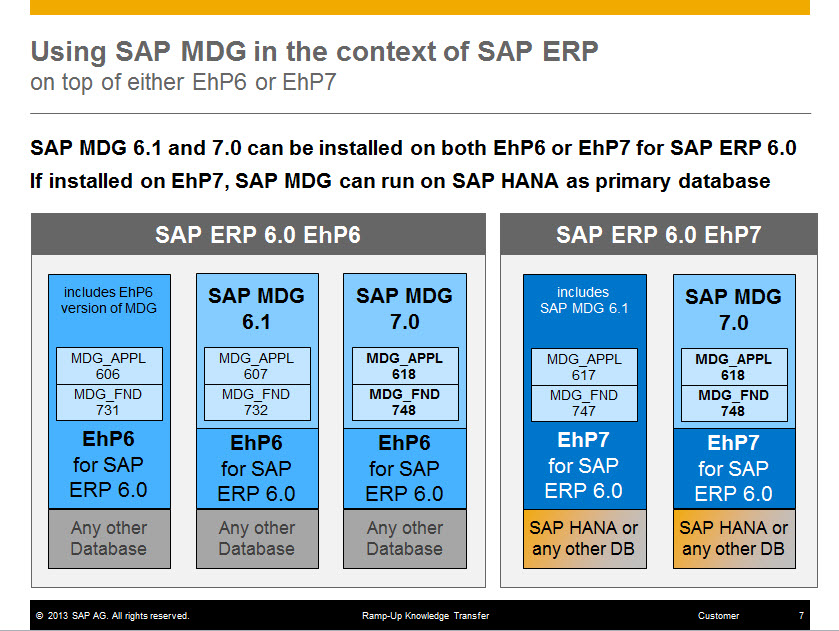 Using SAP MDG in the context of SAP ERP
on top of either EhP6 or EhP7
SAP MDG 6.1 and 7.0 can be installed on both EhP6 or EhP7 for SAP ERP 6.0
If installed on EhP7, SAP MDG can run on SAP HANA as primary database
SAP ERP 6.0 EhP6
includes EhP6
version of MDG
MDG_APPL
606
MDG_FND
731
EhP6
for SAP
ERP 6.0
Any other
Database
SAP MDG
6.1
MDG_APPL
607
MDG_FND
732
EhP6
for SAP
ERP 6.0
Any other
Database
SAP MDG
7.0
MDG_APPL
618
MDG_FND
748
EhP6
for SAP
ERP 6.0
Any other
Database
SAP ERP 6.0 EhP7
includes
SAP MDG 6.1
MDG_APPL
617
MDG_FND
747
EhP7
for SAP
ERP 6.0
SAP HANA or
any other DB
SAP MDG
7.0
MDG_APPL
618
MDG_FND
748
EhP7
for SAP
ERP 6.0
SAP HANA or
any other DB
© 2013 SAP AG. All rights reserved. Ramp-Up Knowledge Transfer Customer 7